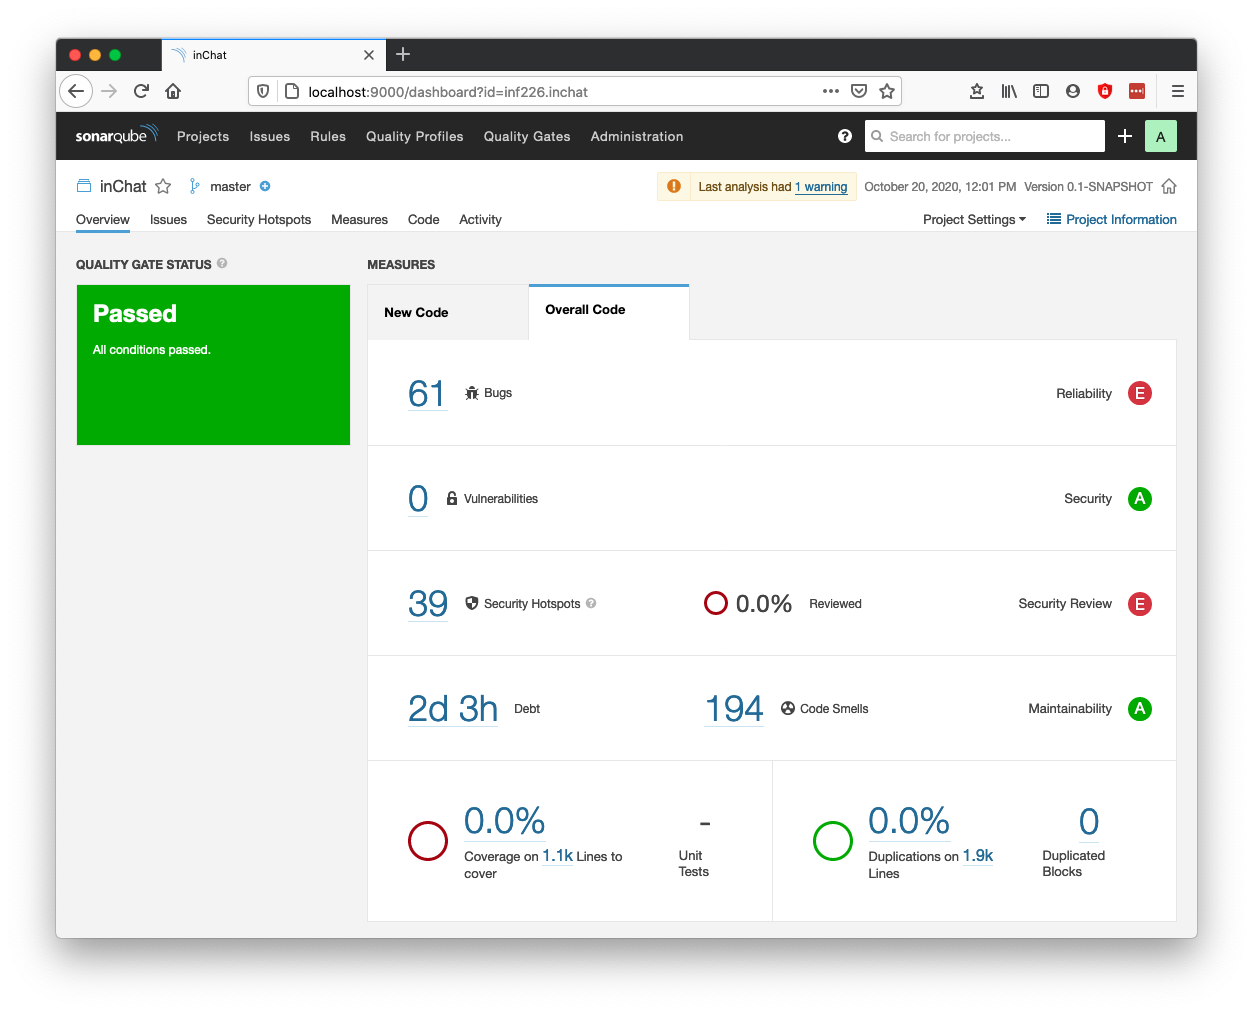 inChat
localhost:9000/dashboard?id=inf226.inchat
sonarqube Projects Issues Rules Quality Profiles Quality Gates Administration ? Search for projects... A
inChat master Last analysis had 1 warning October 20, 2020, 12:01 PM Version 0.1-SNAPSHOT
Overview Issues Security Hotspots Measures Code Activity Project Settings Project Information
QUALITY GATE STATUS ?
MEASURES
Passed
All conditions passed.
New Code
Overall Code
61 Bugs Reliability E
0 Vulnerabilities Security A
39 Security Hotspots ? 0.0% Reviewed Security Review E
2d 3h Debt 194 Code Smells Maintainability A
0.0%
Coverage on 1.1k Lines to
cover
-
Unit
Tests
0.0%
Duplications on 1.9k
Lines
0
Duplicated
Blocks